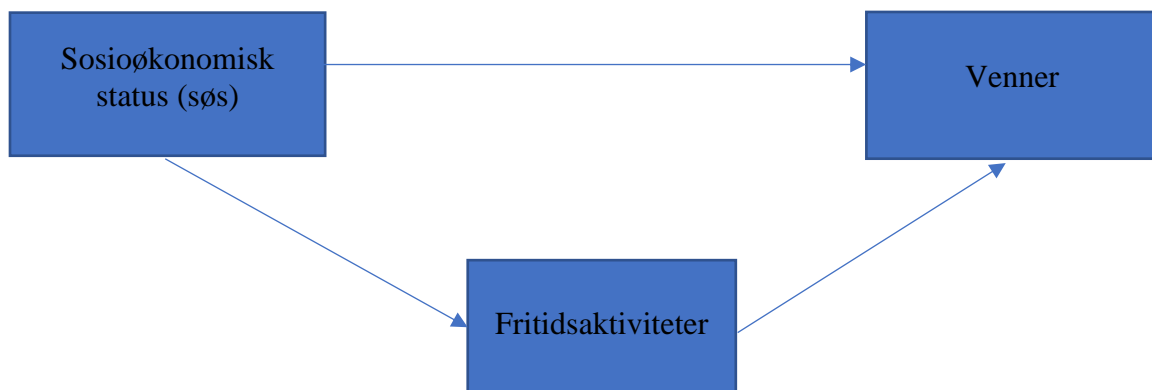 Sosioøkonomisk
status (søs)
Venner
Fritidsaktiviteter